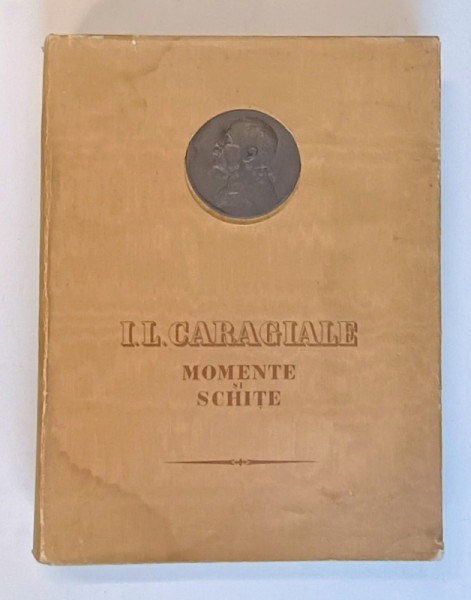 I.L. CARAGIALE
MOMENTE
ȘI
SCHIȚE